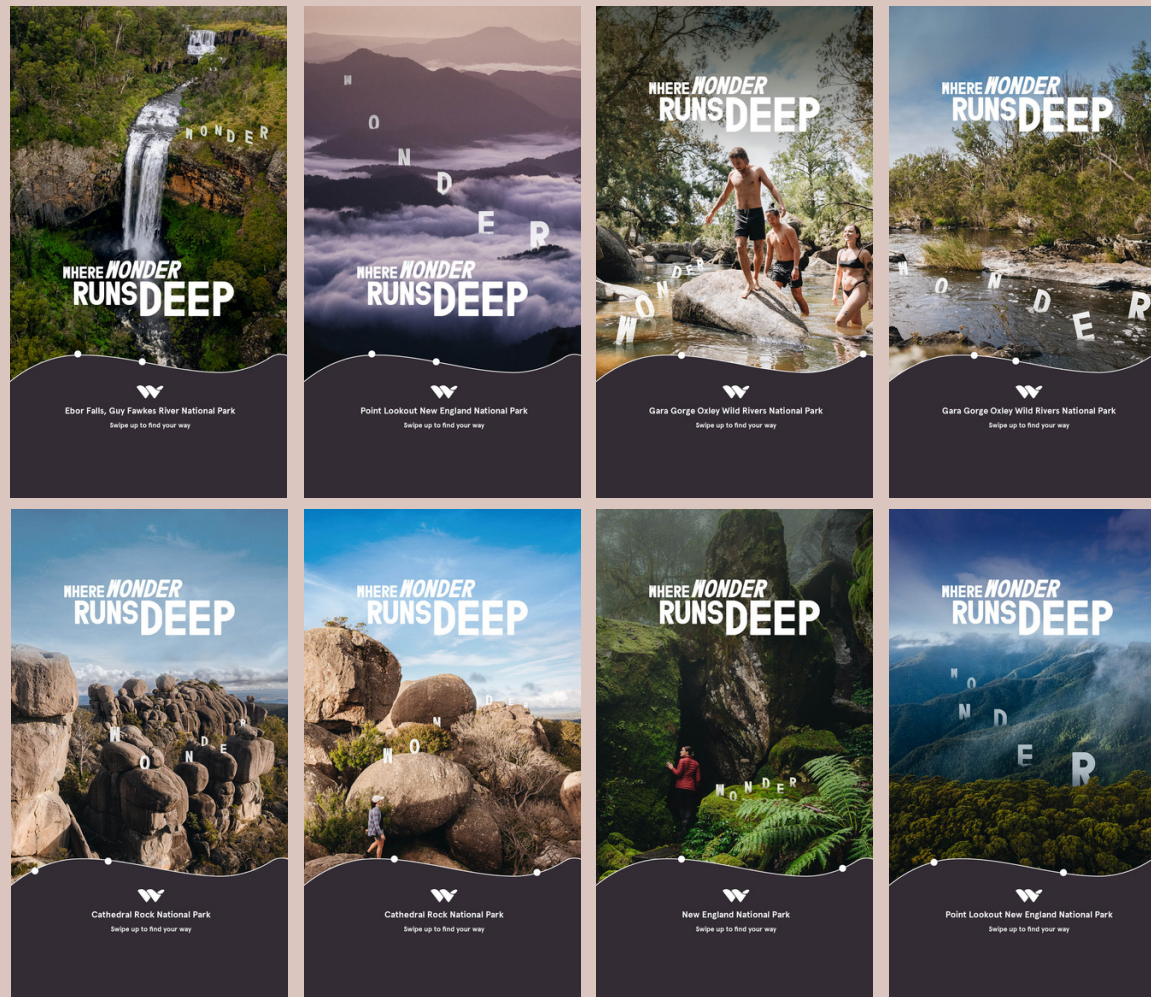 WONDER
WHERE WONDER
RUNS DEEP
Ebor Falls, Guy Fawkes River National Park
Swipe up to find your way
WONDER
WHERE WONDER
RUNS DEEP
Point Lookout New England National Park
Swipe up to find your way
WHERE WONDER
RUNS DEEP
WONDER
Gara Gorge Oxley Wild Rivers National Park
Swipe up to find your way
WHERE WONDER
RUNS DEEP
WONDER
Gara Gorge Oxley Wild Rivers National Park
Swipe up to find your way
WHERE WONDER
RUNS DEEP
WONDER
Cathedral Rock National Park
Swipe up to find your way
WHERE WONDER
RUNS DEEP
WONDER
Cathedral Rock National Park
Swipe up to find your way
WHERE WONDER
RUNS DEEP
WONDER
New England National Park
Swipe up to find your way
WHERE WONDER
RUNS DEEP
WONDER
Point Lookout New England National Park
Swipe up to find your way